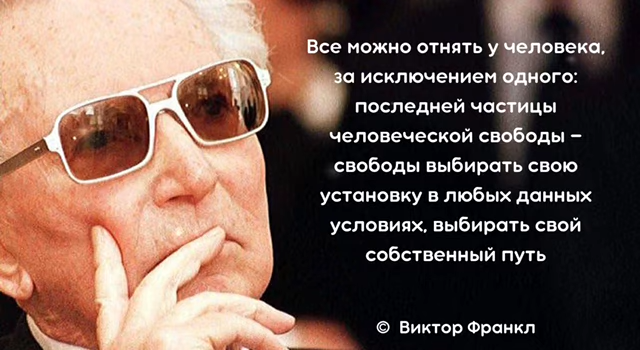 Все можно отнять у человека,
за исключением одного:
последней частицы
человеческой свободы –
свободы выбирать свою
установку в любых данных
условиях, выбирать свой
собственный путь
© Виктор Франкл